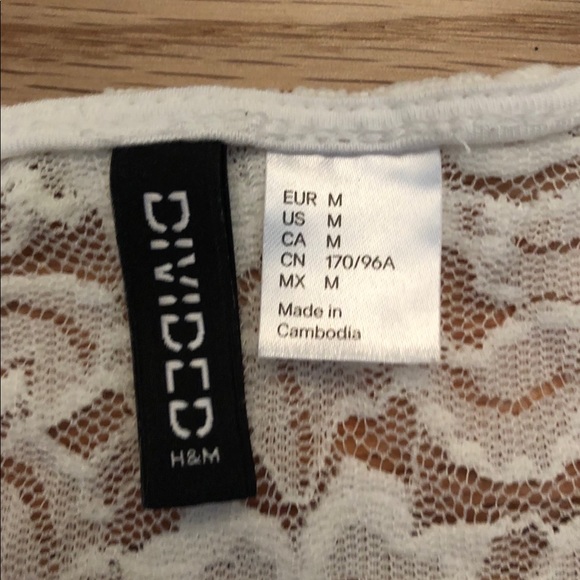 DIVIDED
H&M
EUR M
US M
CA M
CN 170/96A
MX M
Made in
Cambodia